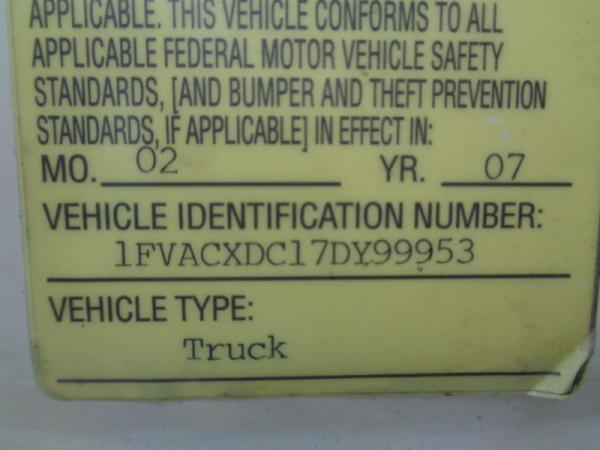 APPLICABLE. THIS VEHICLE CONFORMS TO ALL
APPLICABLE FEDERAL MOTOR VEHICLE SAFETY
STANDARDS, [AND BUMPER AND THEFT PREVENTION
STANDARDS, IF APPLICABLE] IN EFFECT IN:
MO. 02 YR. 07
VEHICLE IDENTIFICATION NUMBER:
1FVACXDC17DY99953
VEHICLE TYPE:
Truck